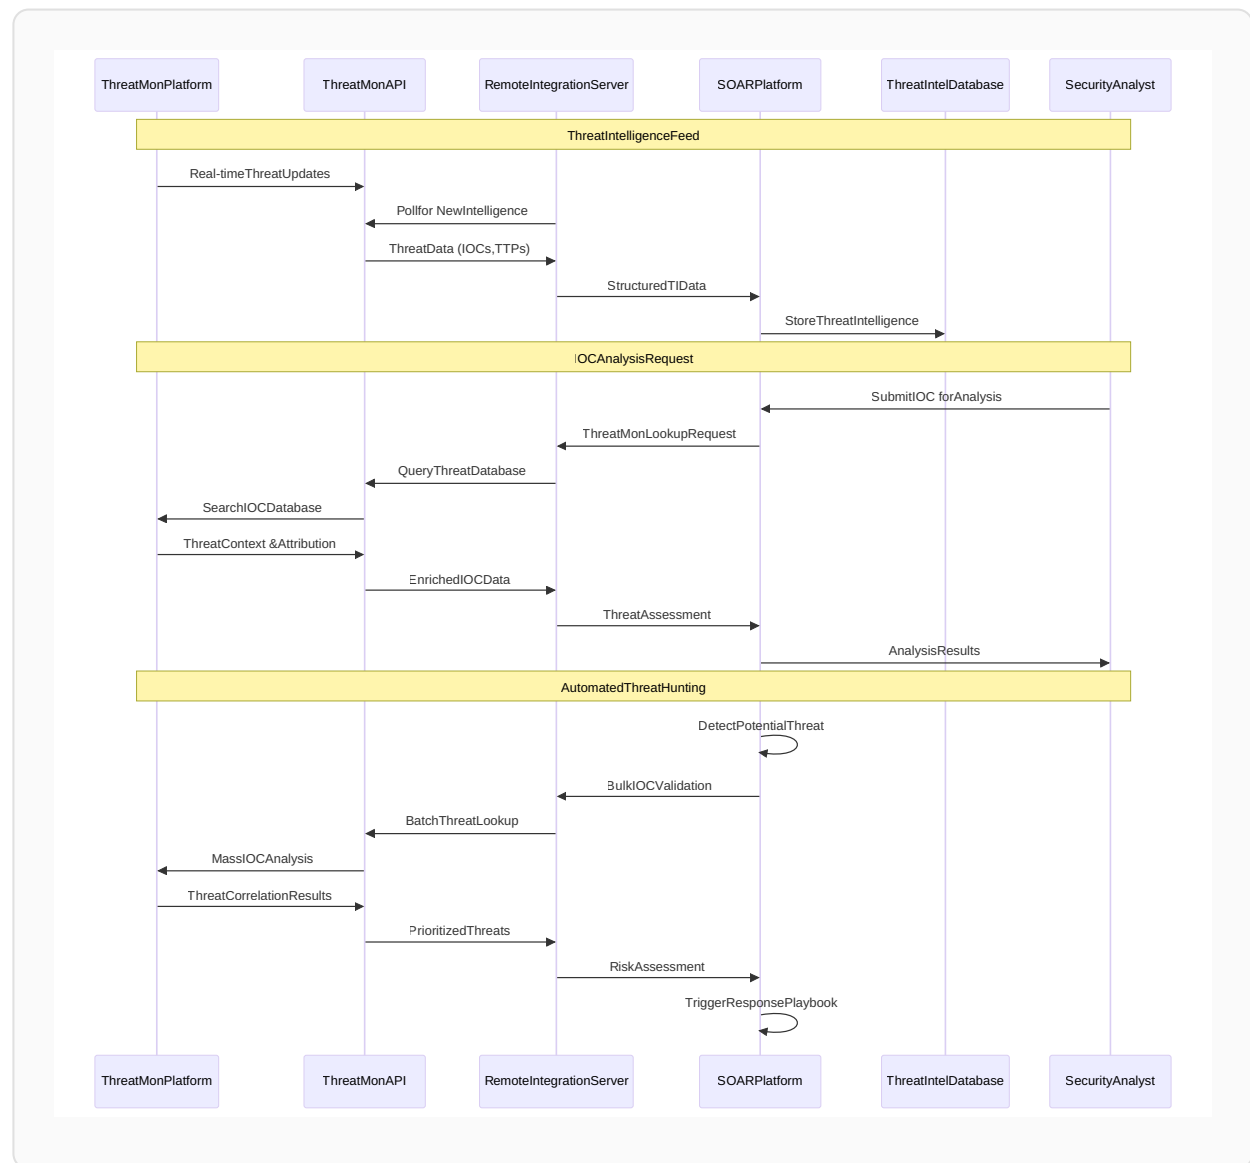 ThreatMonPlatform
ThreatMonAPI
RemoteIntegrationServer
SOARPlatform
ThreatIntelDatabase
SecurityAnalyst
ThreatIntelligenceFeed
Real-timeThreatUpdates
Pollfor NewIntelligence
ThreatData (IOCs,TTPs)
StructuredTIData
StoreThreatIntelligence
IOCAnalysisRequest
SubmitIOC forAnalysis
ThreatMonLookupRequest
QueryThreatDatabase
SearchIOCDatabase
ThreatContext &Attribution
EnrichedIOCData
ThreatAssessment
AnalysisResults
AutomatedThreatHunting
DetectPotentialThreat
BulkIOCValidation
BatchThreatLookup
MassIOCAnalysis
ThreatCorrelationResults
PrioritizedThreats
RiskAssessment
TriggerResponsePlaybook
ThreatMonPlatform
ThreatMonAPI
RemoteIntegrationServer
SOARPlatform
ThreatIntelDatabase
SecurityAnalyst